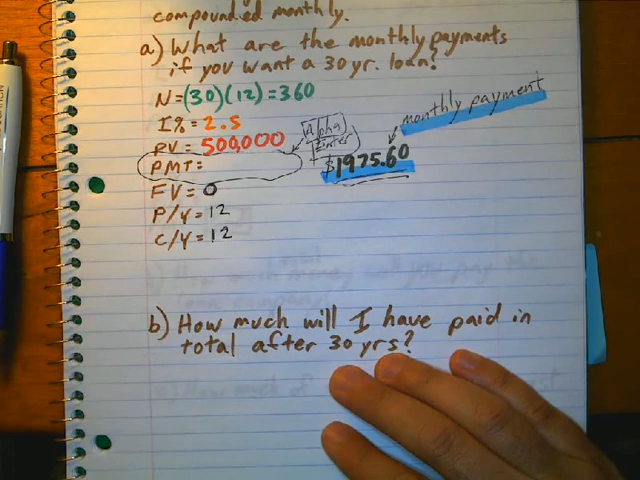 compounded monthly.
a) What are the monthly payments
if you want a 30 yr. loan?
N=(30)(12)=360
I%=2.5
PV=500,000
PMT:
alpha
enter
$1975.60
monthly payment
FV=0
P/Y=12
C/Y=12
b) How much will I have paid in
total after 30 yrs?